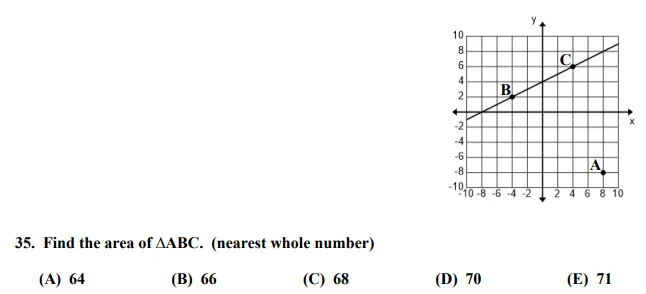 y
10
8
6
C
4
B
2
x
-2
-4
-6
A
-8
-10
-10 -8 -6 -4 -2 2 4 6 8 10
35. Find the area of ΔABC. (nearest whole number)
(A) 64 (B) 66 (C) 68 (D) 70 (E) 71